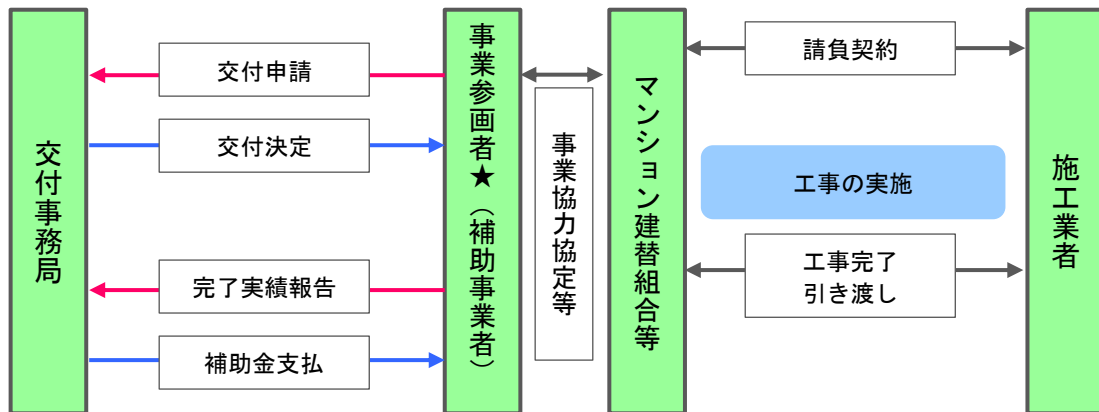 交付事務局
交付申請
交付決定
完了実績報告
補助金支払
事業参画者★（補助事業者）
事業協力協定等
マンション建替組合等
請負契約
工事の実施
工事完了
引き渡し
施工業者